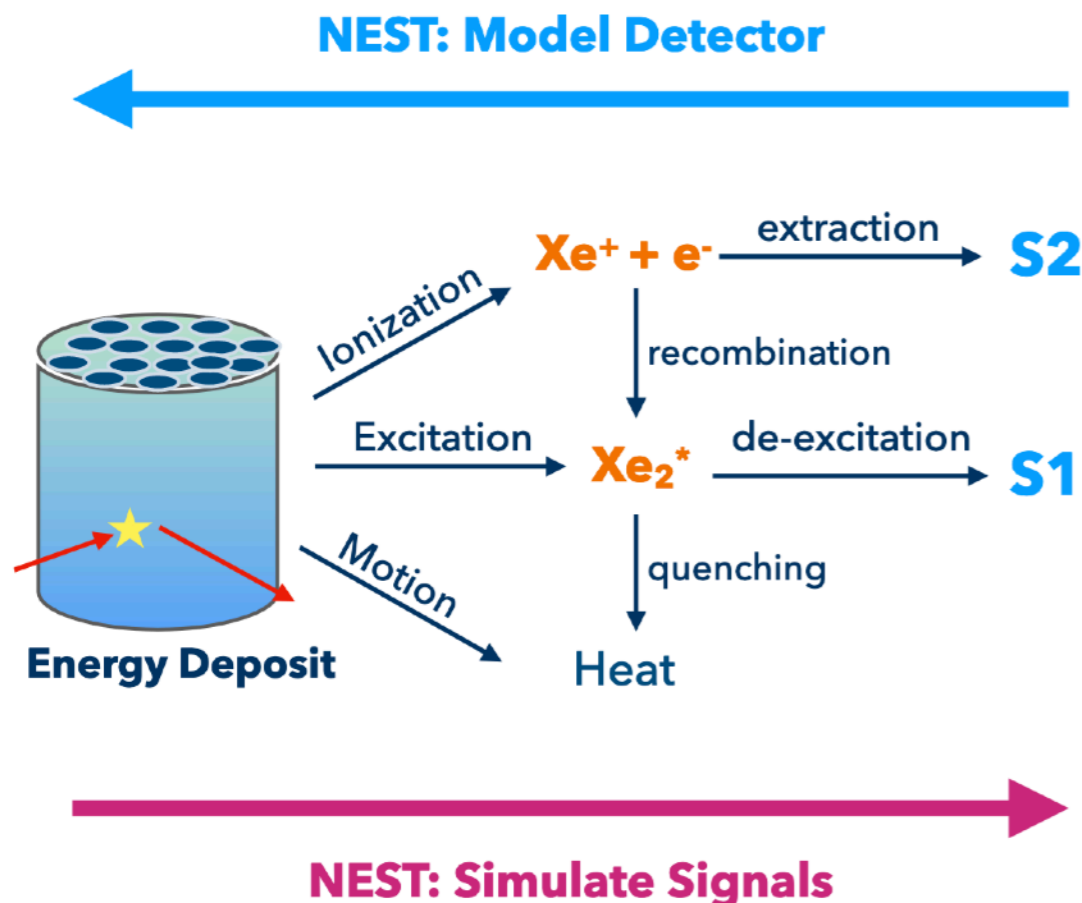 NEST: Model Detector
Xe⁺ + e⁻
extraction
S2
Ionization
recombination
Excitation
Xe₂*
de-excitation
S1
Motion
quenching
Energy Deposit
Heat
NEST: Simulate Signals